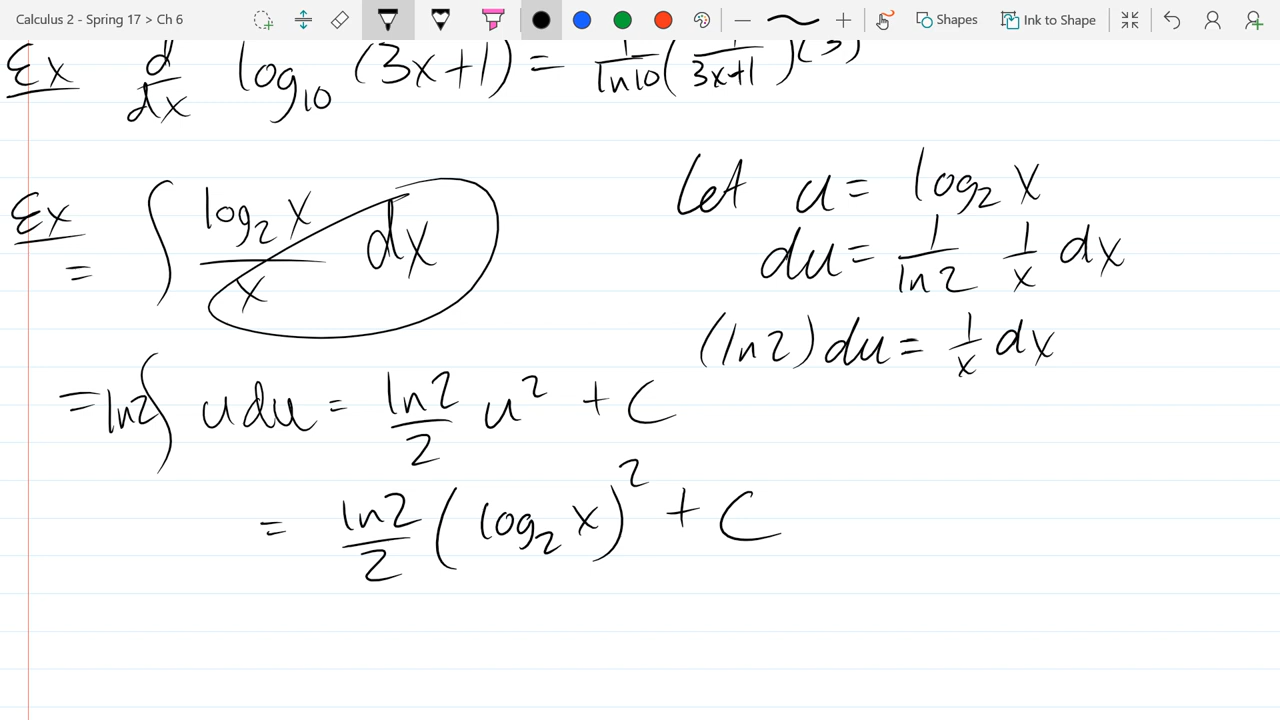 Calculus 2 - Spring 17 > Ch 6
Shapes
Ink to Shape
Ex d/dx log₁₀ (3x+1) = 1/ln10 (1/3x+1)(3)
Ex ∫ log₂x/x dx
Let u = log₂ x
du = 1/ln2 1/x dx
(ln2) du = 1/x dx
=
= ln2 ∫ u du = ln2/2 u² + C
= ln2/2 (log₂ x)² + C